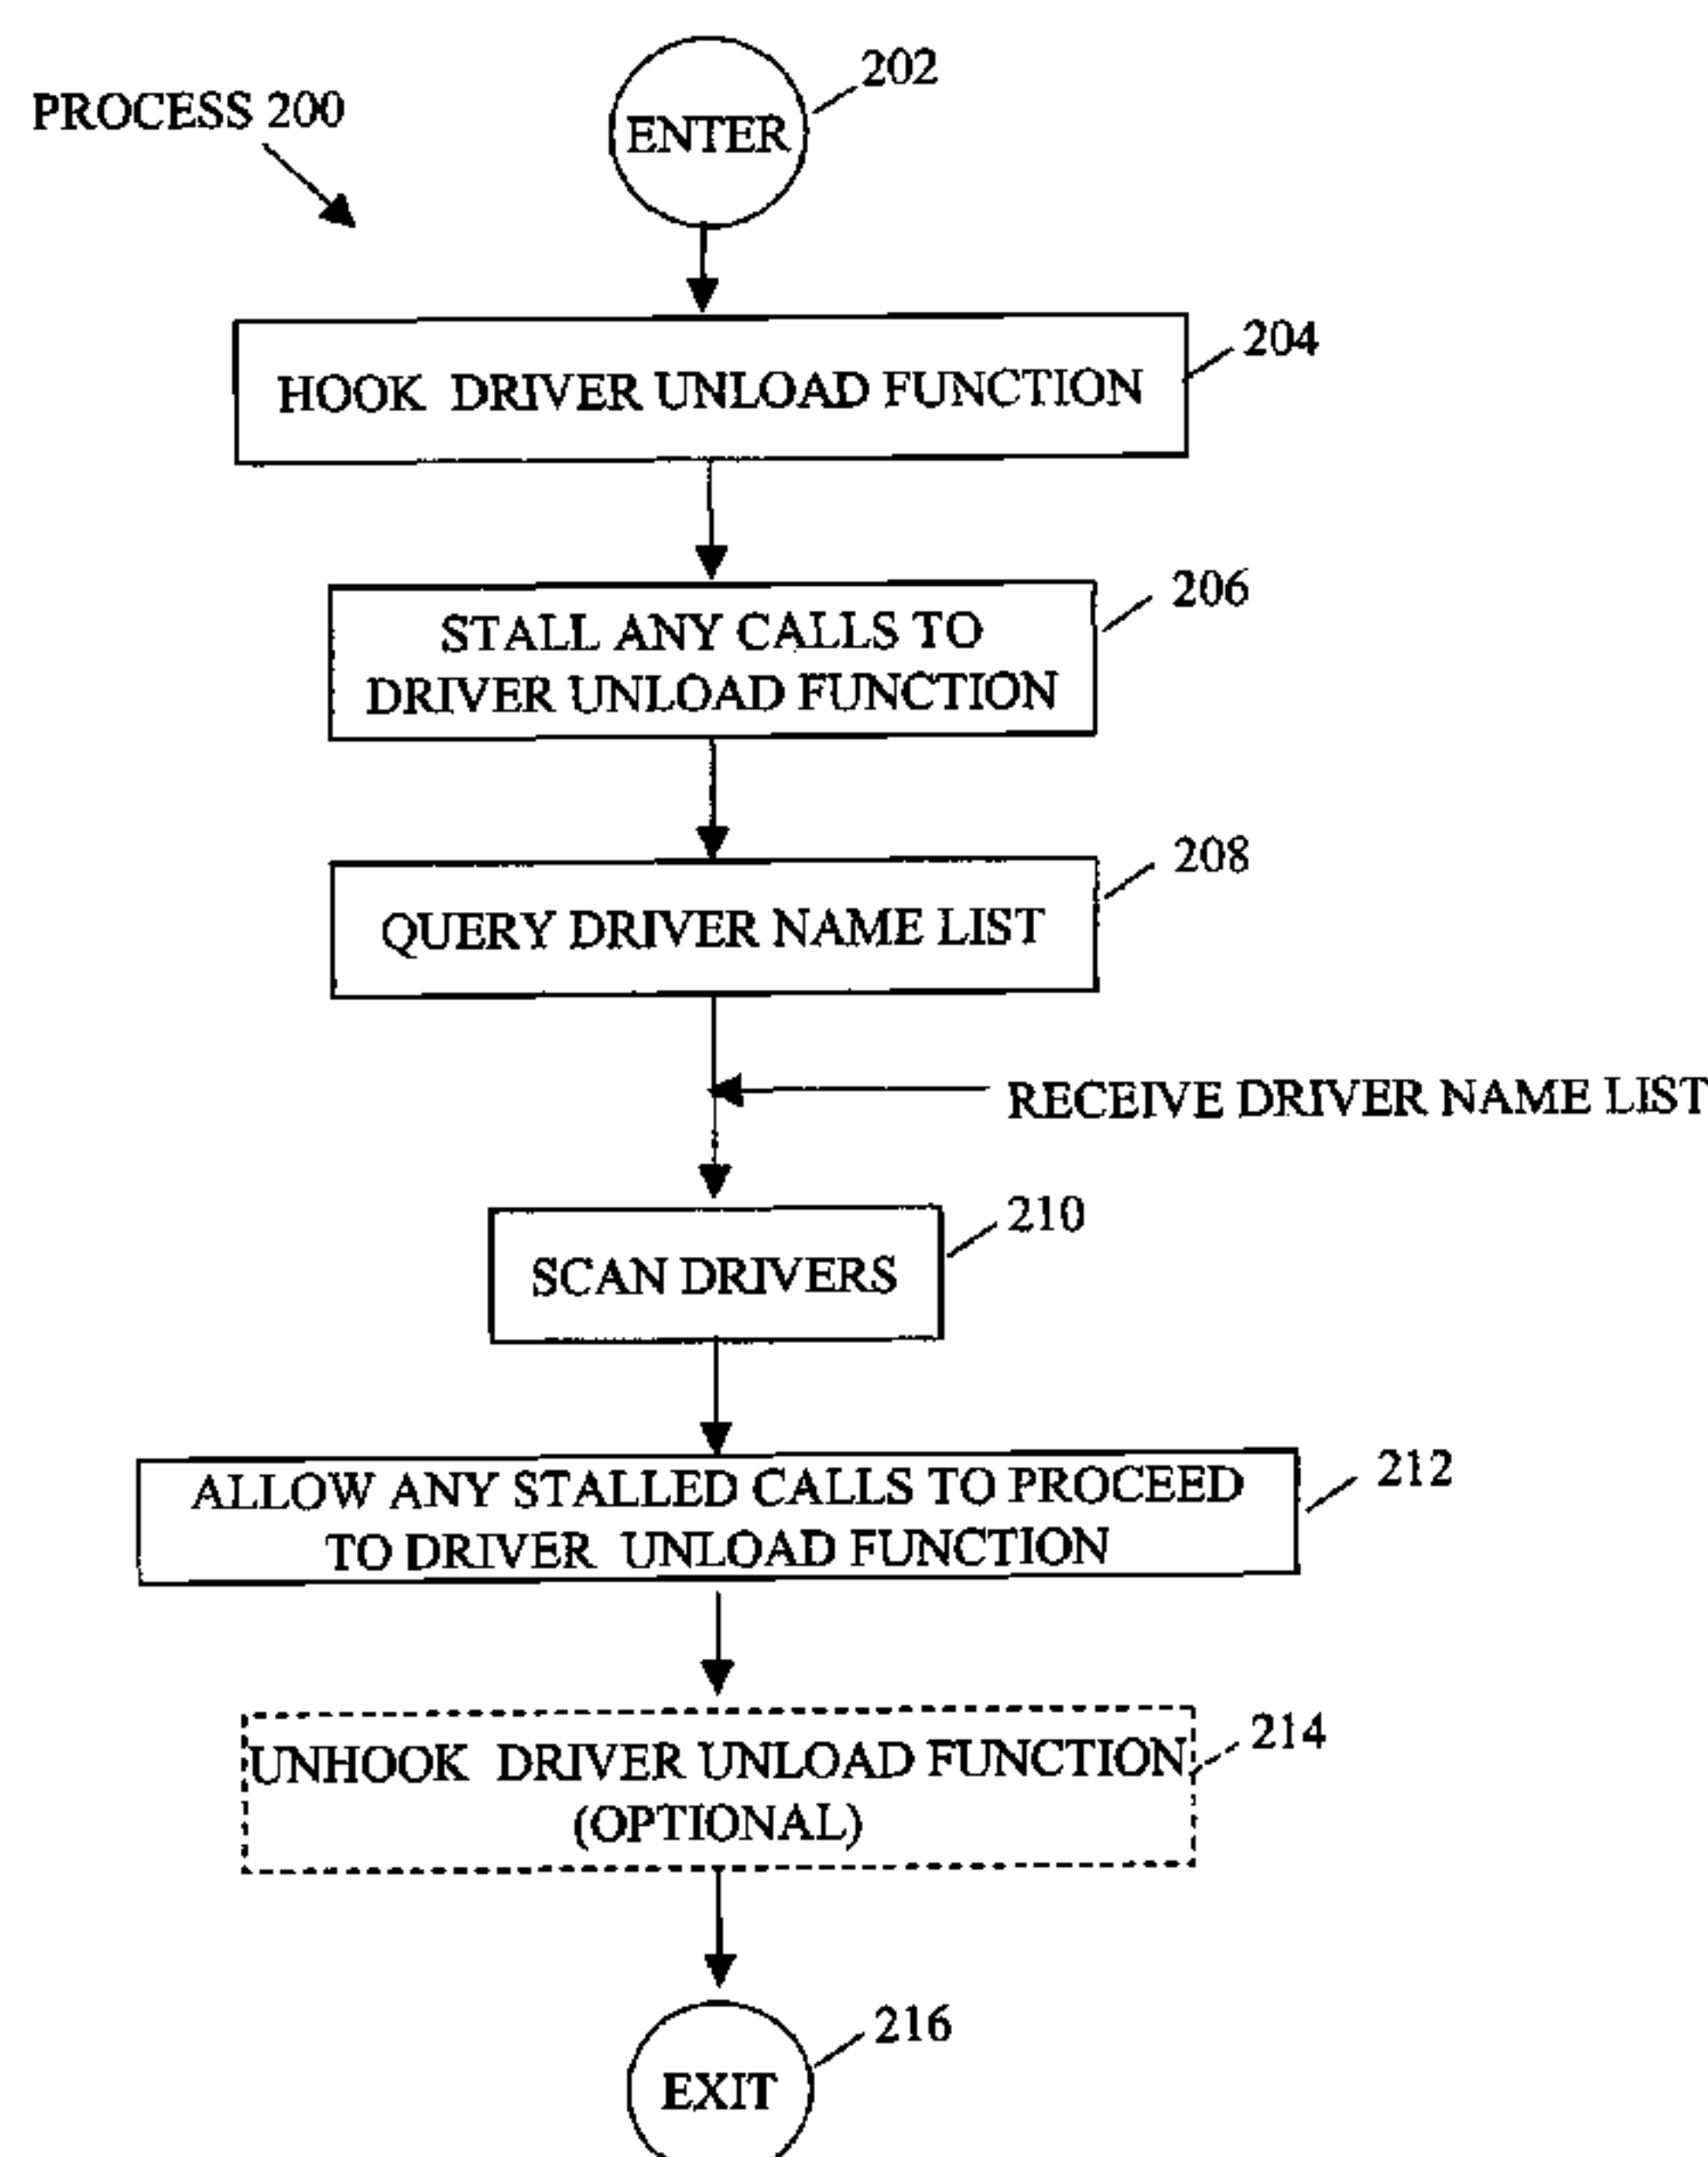 PROCESS 200
ENTER
202
HOOK DRIVER UNLOAD FUNCTION
204
STALL ANY CALLS TO
DRIVER UNLOAD FUNCTION
206
QUERY DRIVER NAME LIST
208
RECEIVE DRIVER NAME LIST
SCAN DRIVERS
210
ALLOW ANY STALLED CALLS TO PROCEED
TO DRIVER UNLOAD FUNCTION
212
UNHOOK DRIVER UNLOAD FUNCTION
(OPTIONAL)
214
EXIT
216